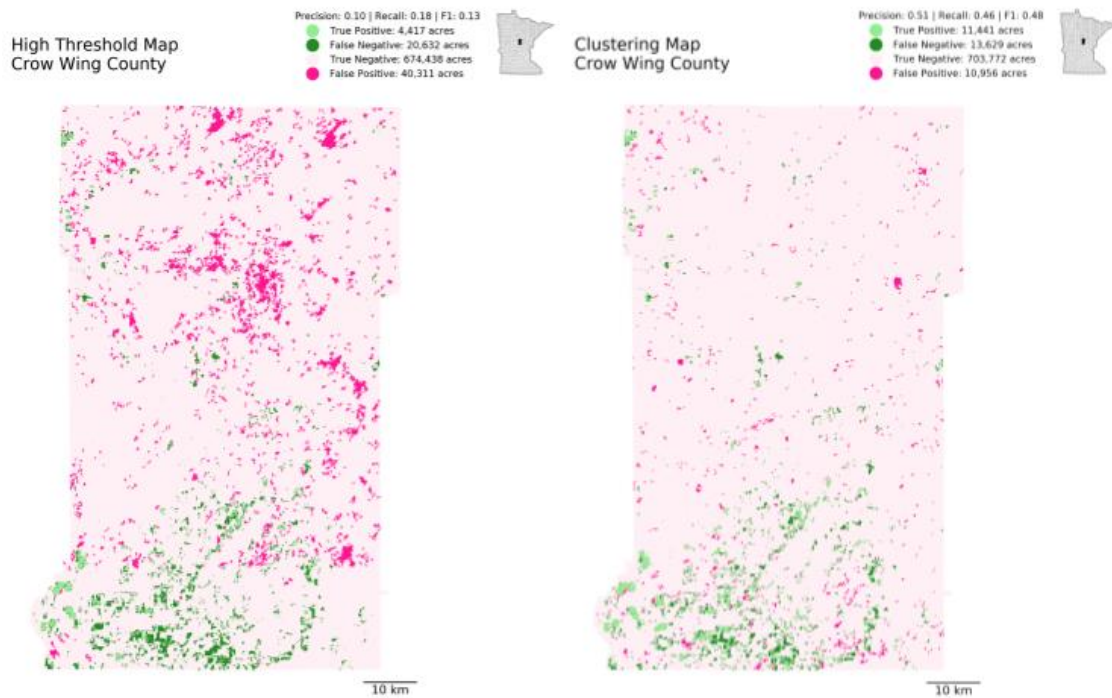 Precision: 0.10 | Recall: 0.18 | F1: 0.13
True Positive: 4,417 acres
False Negative: 20,632 acres
True Negative: 674,438 acres
False Positive: 40,311 acres
High Threshold Map
Crow Wing County
10 km
Precision: 0.51 | Recall: 0.46 | F1: 0.48
True Positive: 11,441 acres
False Negative: 13,629 acres
True Negative: 703,772 acres
False Positive: 10,956 acres
Clustering Map
Crow Wing County
10 km